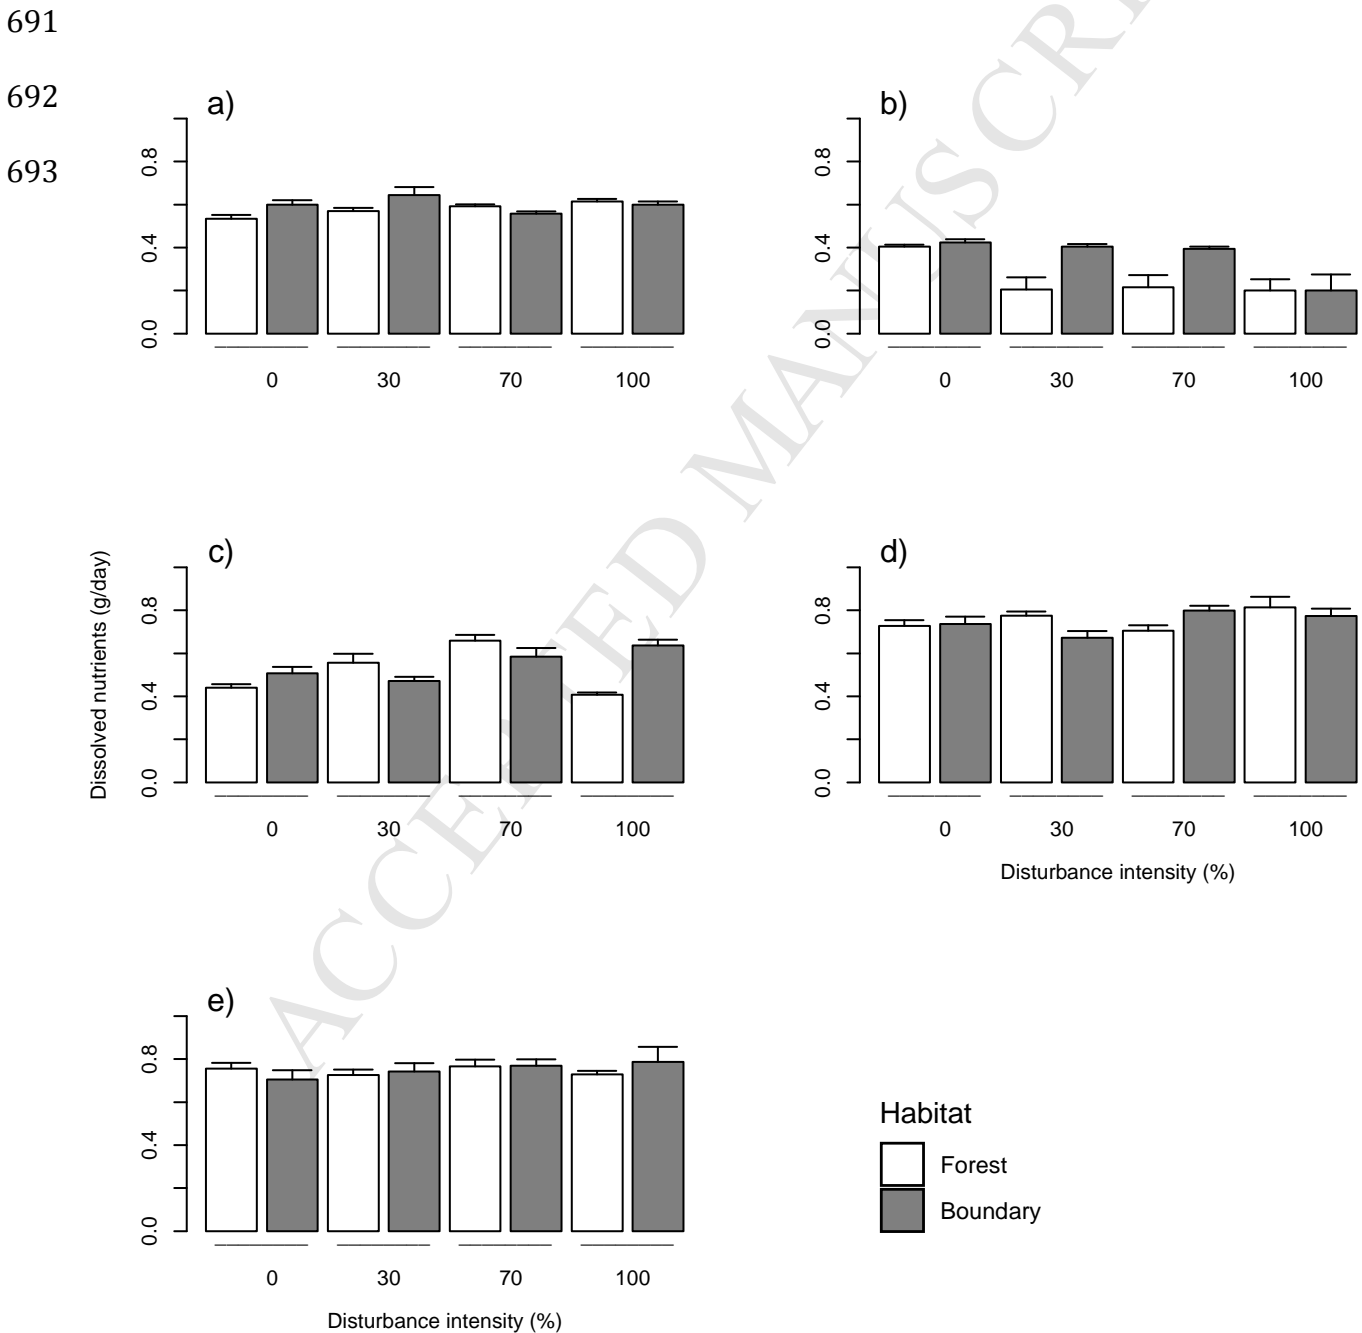 691
692
693
a)
0.0 0.4 0.8
0 30 70 100
b)
0.0 0.4 0.8
0 30 70 100
c)
Dissolved nutrients (g/day)
0.0 0.4 0.8
0 30 70 100
d)
0.0 0.4 0.8
0 30 70 100
Disturbance intensity (%)
e)
0.0 0.4 0.8
0 30 70 100
Disturbance intensity (%)
Habitat
Forest
Boundary
ACCEPTED MANUSCRI